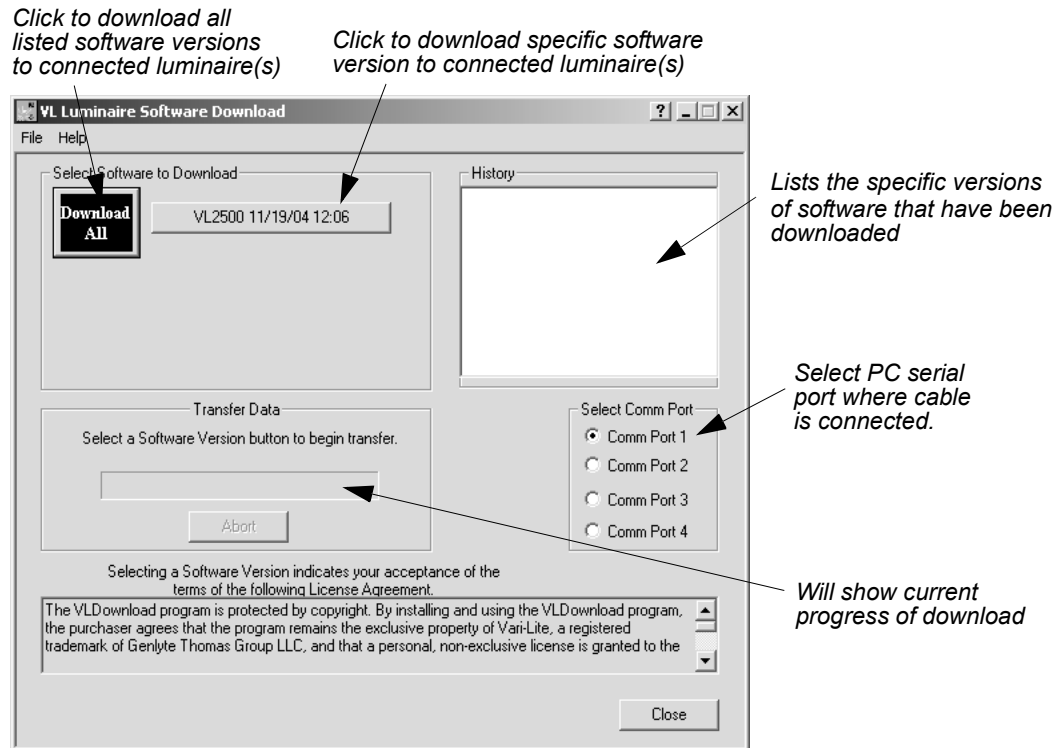 Click to download all
listed software versions
to connected luminaire(s)
Click to download specific software
version to connected luminaire(s)
VL Luminaire Software Download
File Help
Select Software to Download
Download
All
VL2500 11/19/04 12:06
History
Lists the specific versions
of software that have been
downloaded
Transfer Data
Select a Software Version button to begin transfer.
Abort
Select Comm Port
Comm Port 1
Comm Port 2
Comm Port 3
Comm Port 4
Select PC serial
port where cable
is connected.
Selecting a Software Version indicates your acceptance of the
terms of the following License Agreement.
The VLDownload program is protected by copyright. By installing and using the VLDownload program,
the purchaser agrees that the program remains the exclusive property of Vari-Lite, a registered
trademark of Genlyte Thomas Group LLC, and that a personal, non-exclusive license is granted to the
Will show current
progress of download
Close